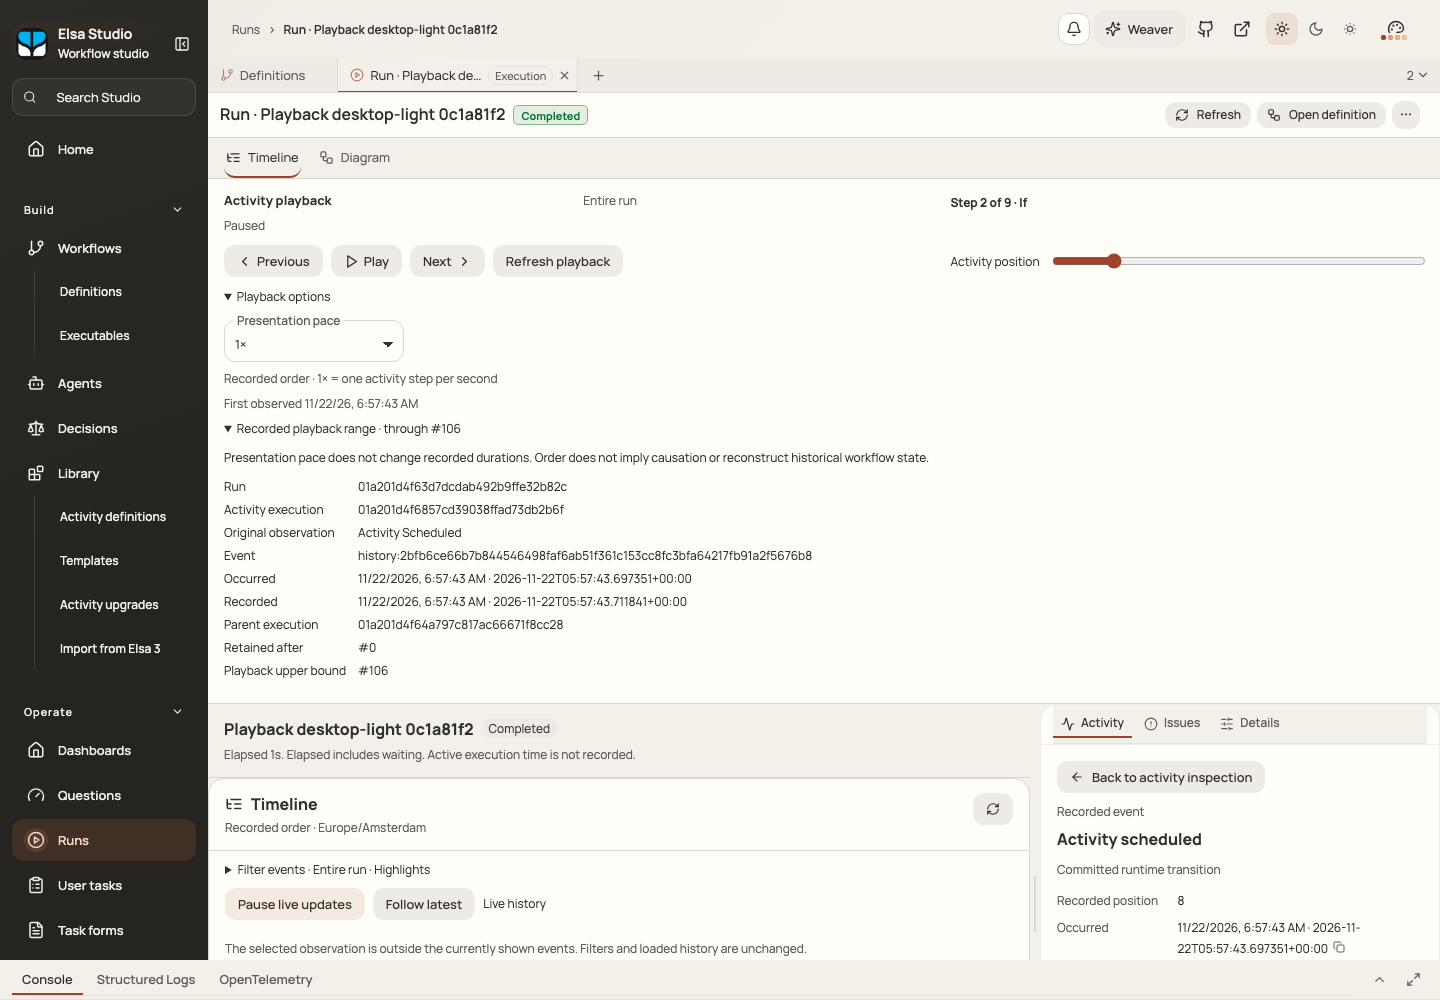 Elsa Studio
Workflow studio
Search Studio
Home
Build
Workflows
Definitions
Executables
Agents
Decisions
Library
Activity definitions
Templates
Activity upgrades
Import from Elsa 3
Operate
Dashboards
Questions
Runs
User tasks
Task forms
Runs › Run · Playback desktop-light 0c1a81f2
Weaver
Definitions
Run · Playback de... Execution
2
Run · Playback desktop-light 0c1a81f2 Completed
Refresh Open definition
Timeline Diagram
Activity playback Entire run Step 2 of 9 · If
Paused
Previous Play Next Refresh playback
Activity position
Playback options
Presentation pace
1×
Recorded order · 1× = one activity step per second
First observed 11/22/26, 6:57:43 AM
Recorded playback range · through #106
Presentation pace does not change recorded durations. Order does not imply causation or reconstruct historical workflow state.
Run 01a201d4f63d7dcdab492b9ffe32b82c
Activity execution 01a201d4f6857cd39038ffad73db2b6f
Original observation Activity Scheduled
Event history:2bfb6ce66b7b844546498faf6ab51f361c153cc8fc3bfa64217fb91a2f5676b8
Occurred 11/22/2026, 6:57:43 AM · 2026-11-22T05:57:43.697351+00:00
Recorded 11/22/2026, 6:57:43 AM · 2026-11-22T05:57:43.711841+00:00
Parent execution 01a201d4f64a797c817ac66671f8cc28
Retained after #0
Playback upper bound #106
Playback desktop-light 0c1a81f2 Completed
Elapsed 1s. Elapsed includes waiting. Active execution time is not recorded.
Timeline
Recorded order · Europe/Amsterdam
Filter events · Entire run · Highlights
Pause live updates Follow latest Live history
The selected observation is outside the currently shown events. Filters and loaded history are unchanged.
Activity Issues Details
Back to activity inspection
Recorded event
Activity scheduled
Committed runtime transition
Recorded position 8
Occurred 11/22/2026, 6:57:43 AM · 2026-11-
22T05:57:43.697351+00:00
Console Structured Logs OpenTelemetry